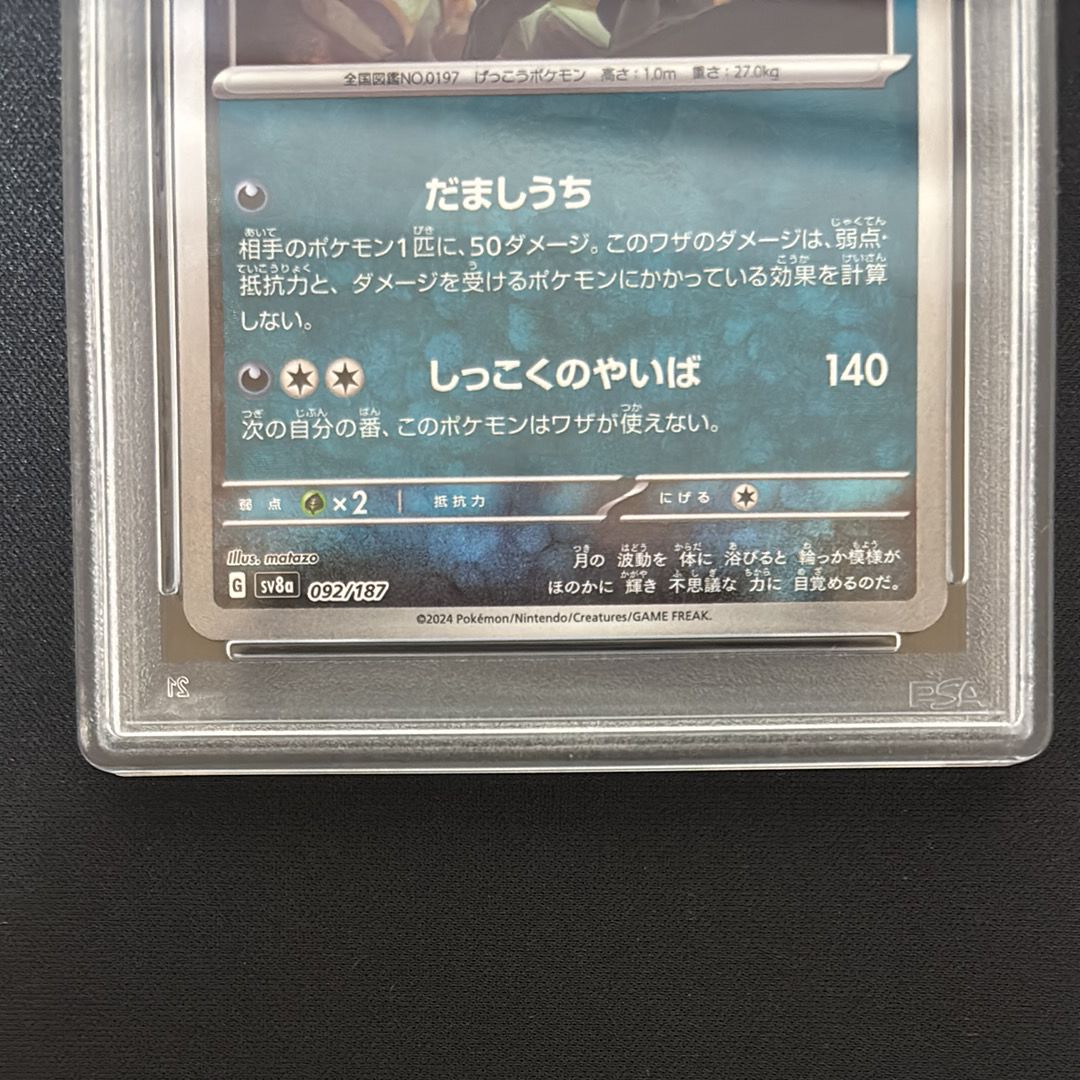 全国図鑑NO.0197 げっこうポケモン 高さ:1.0m 重さ:27.0kg
だましうち
相手のポケモン1匹に、50ダメージ。このワザのダメージは、弱点・
抵抗力と、ダメージを受けるポケモンにかかっている効果を計算
しない。
しっこくのやいば 140
次の自分の番、このポケモンはワザが使えない。
弱点 ×2 抵抗力 にげる
Illus. matazo
月の 波動を 体に 浴びると 輪っか模様が
ほのかに 輝き 不思議な 力に 目覚めるのだ。
G sv8a 092/187
©2024 Pokémon/Nintendo/Creatures/GAME FREAK.
21
PSA